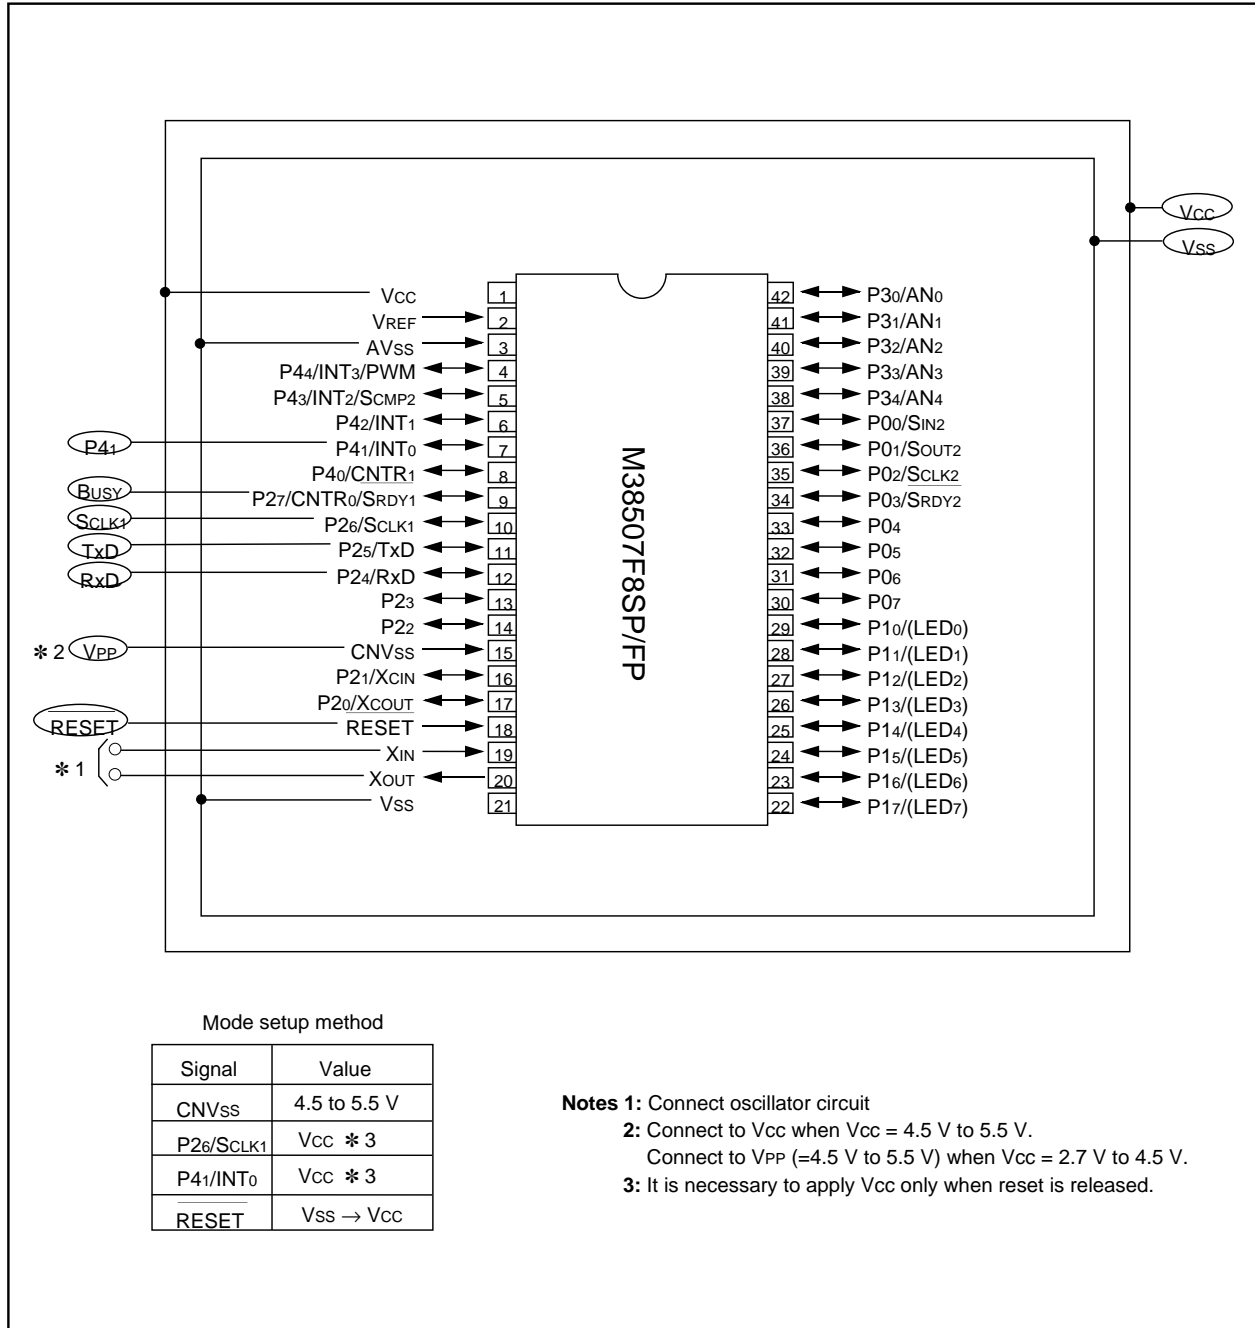 VCC
VSS
VCC 1
VREF 2
AVSS 3
P44/INT3/PWM 4
P43/INT2/SCMP2 5
P42/INT1 6
P41 P41/INT0 7
P40/CNTR1 8
BUSY P27/CNTR0/SRDY1 9
SCLK1 P26/SCLK1 10
TxD P25/TxD 11
RxD P24/RxD 12
P23 13
P22 14
✻ 2 VPP CNVSS 15
P21/XCIN 16
P20/XCOUT 17
RESET RESET 18
XIN 19
✻ 1
XOUT 20
VSS 21
M38507F8SP/FP
42 P30/AN0
41 P31/AN1
40 P32/AN2
39 P33/AN3
38 P34/AN4
37 P00/SIN2
36 P01/SOUT2
35 P02/SCLK2
34 P03/SRDY2
33 P04
32 P05
31 P06
30 P07
29 P10/(LED0)
28 P11/(LED1)
27 P12/(LED2)
26 P13/(LED3)
25 P14/(LED4)
24 P15/(LED5)
23 P16/(LED6)
22 P17/(LED7)
Mode setup method
Signal Value
CNVSS 4.5 to 5.5 V
P26/SCLK1 VCC ✻ 3
P41/INT0 VCC ✻ 3
RESET VSS → VCC
Notes 1: Connect oscillator circuit
2: Connect to Vcc when Vcc = 4.5 V to 5.5 V.
Connect to VPP (=4.5 V to 5.5 V) when Vcc = 2.7 V to 4.5 V.
3: It is necessary to apply Vcc only when reset is released.